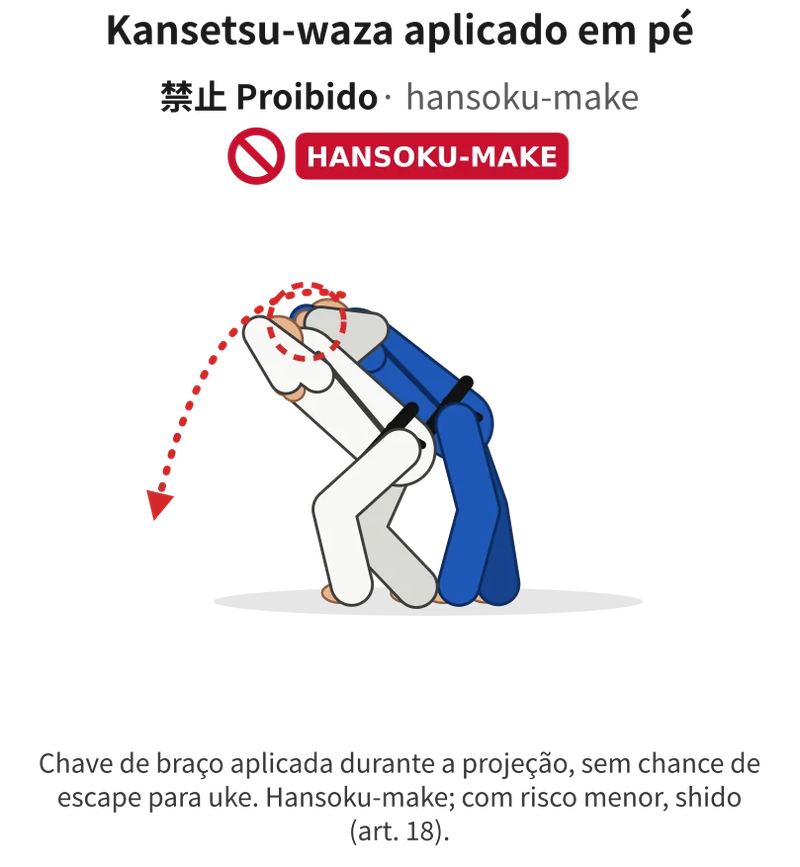 Kansetsu-waza aplicado em pé
禁止 Proibido · hansoku-make
HANSOKU-MAKE
Chave de braço aplicada durante a projeção, sem chance de
escape para uke. Hansoku-make; com risco menor, shido
(art. 18).